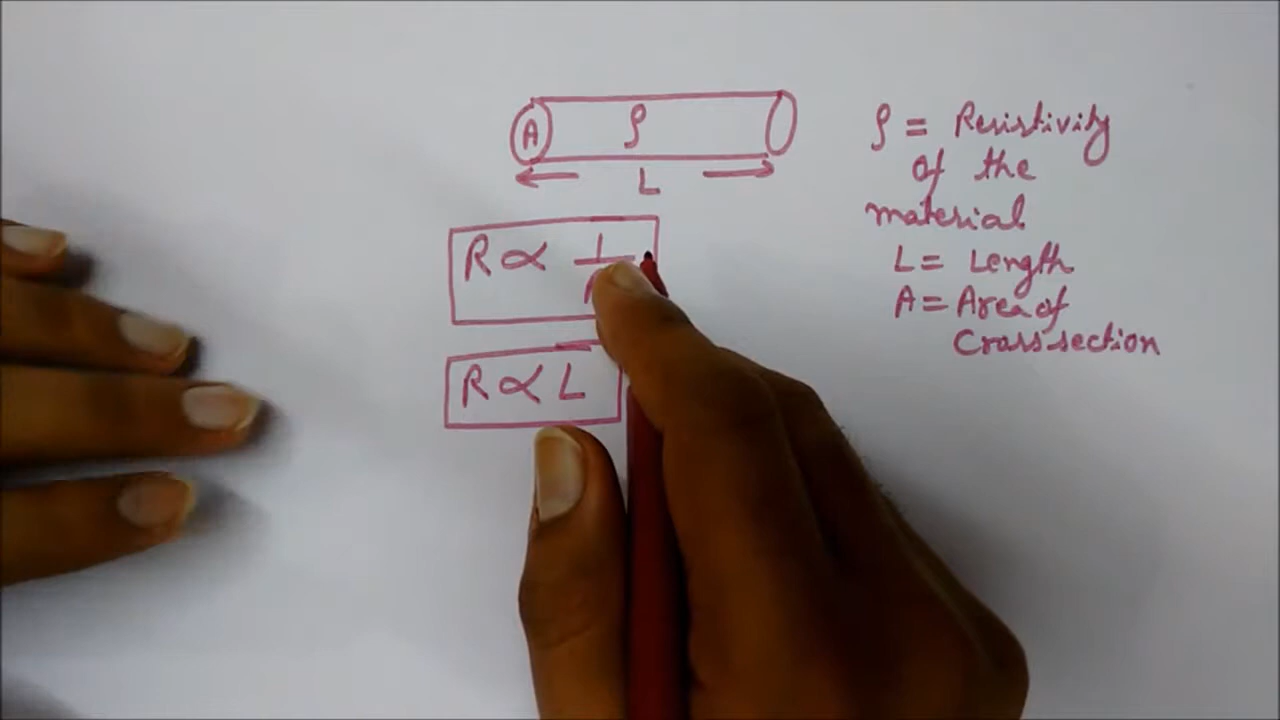 A ρ
L
R ∝ 1
R ∝ L
ρ = Resistivity
of the
material
L = Length
A = Area of
Cross section